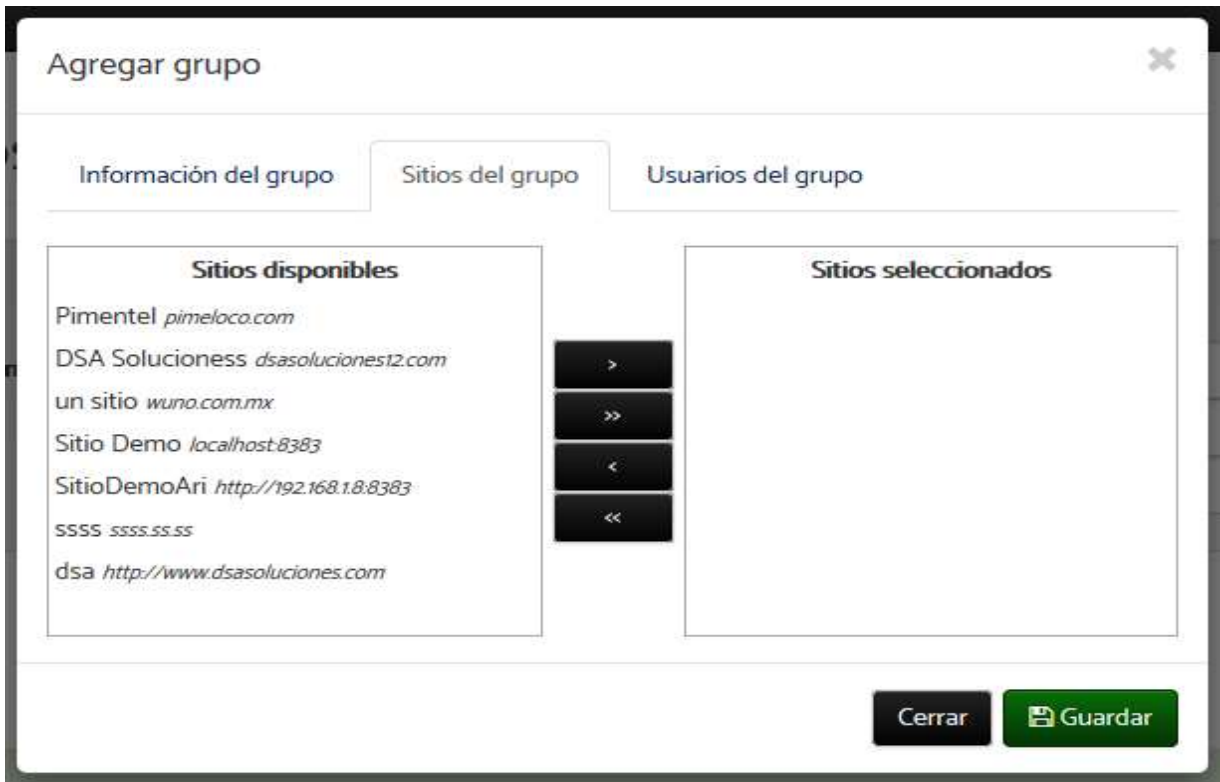 Agregar grupo
Información del grupo
Sitios del grupo
Usuarios del grupo
Sitios disponibles
Pimentel pimeloco.com
DSA Solucioness dsasoluciones12.com
un sitio wuno.com.mx
Sitio Demo localhost:8383
SitioDemoAri http://192.168.1.8:8383
ssss ssss.ss.ss
dsa http://www.dsasoluciones.com
>
>>
<
<<
Sitios seleccionados
Cerrar
Guardar